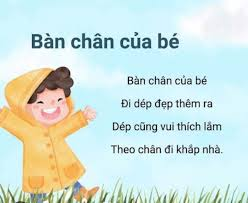 Bàn chân của bé
Bàn chân của bé
Đi dép đẹp thêm ra
Dép cũng vui thích lắm
Theo chân đi khắp nhà.